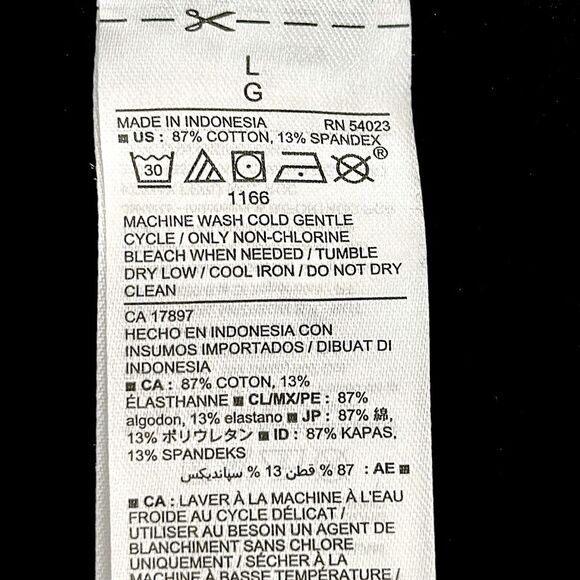 L
G
MADE IN INDONESIA RN 54023
US : 87% COTTON, 13% SPANDEX
30 ®
1166
MACHINE WASH COLD GENTLE
CYCLE / ONLY NON-CHLORINE
BLEACH WHEN NEEDED / TUMBLE
DRY LOW / COOL IRON / DO NOT DRY
CLEAN
CA 17897
HECHO EN INDONESIA CON
INSUMOS IMPORTADOS / DIBUAT DI
INDONESIA
CA : 87% COTON, 13%
ÉLASTHANNE CL/MX/PE : 87%
algodon, 13% elastano JP : 87% 綿,
13% ポリウレタン ID : 87% KAPAS,
13% SPANDEKS
AE : 87 % قطن 13 % سپاندیکس
CA : LAVER À LA MACHINE À L'EAU
FROIDE AU CYCLE DÉLICAT /
UTILISER AU BESOIN UN AGENT DE
BLANCHIMENT SANS CHLORE
UNIQUEMENT / SÉCHER À LA
MACHINE À BASSE TEMPÉRATURE /